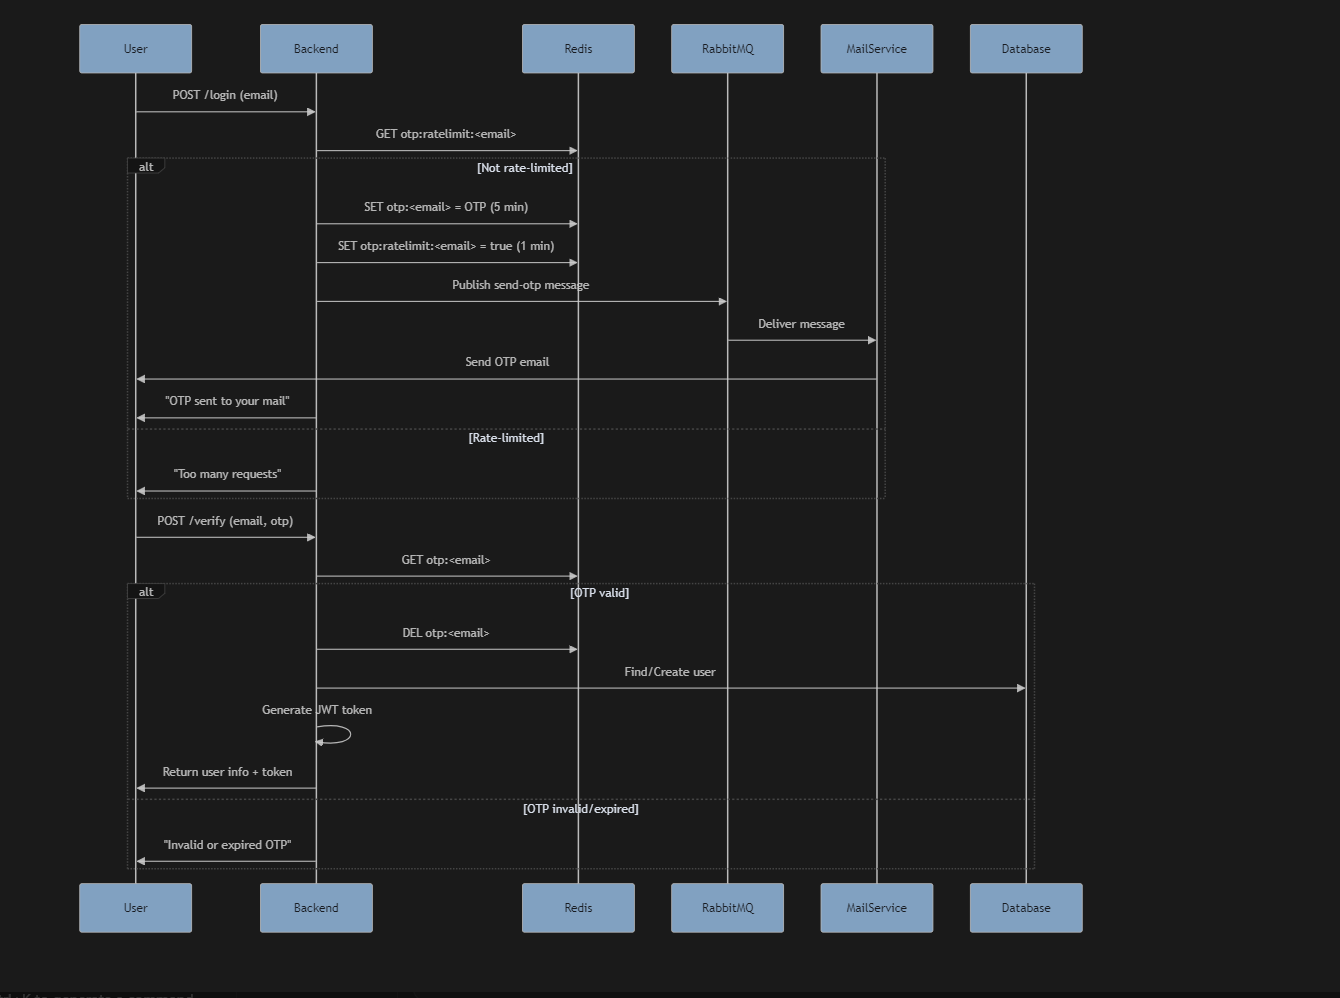 User
Backend
Redis
RabbitMQ
MailService
Database
POST /login (email)
GET otp:ratelimit:<email>
alt
[Not rate-limited]
SET otp:<email> = OTP (5 min)
SET otp:ratelimit:<email> = true (1 min)
Publish send-otp message
Deliver message
Send OTP email
"OTP sent to your mail"
[Rate-limited]
"Too many requests"
POST /verify (email, otp)
GET otp:<email>
alt
[OTP valid]
DEL otp:<email>
Find/Create user
Generate JWT token
Return user info + token
[OTP invalid/expired]
"Invalid or expired OTP"
User
Backend
Redis
RabbitMQ
MailService
Database
to generate a command